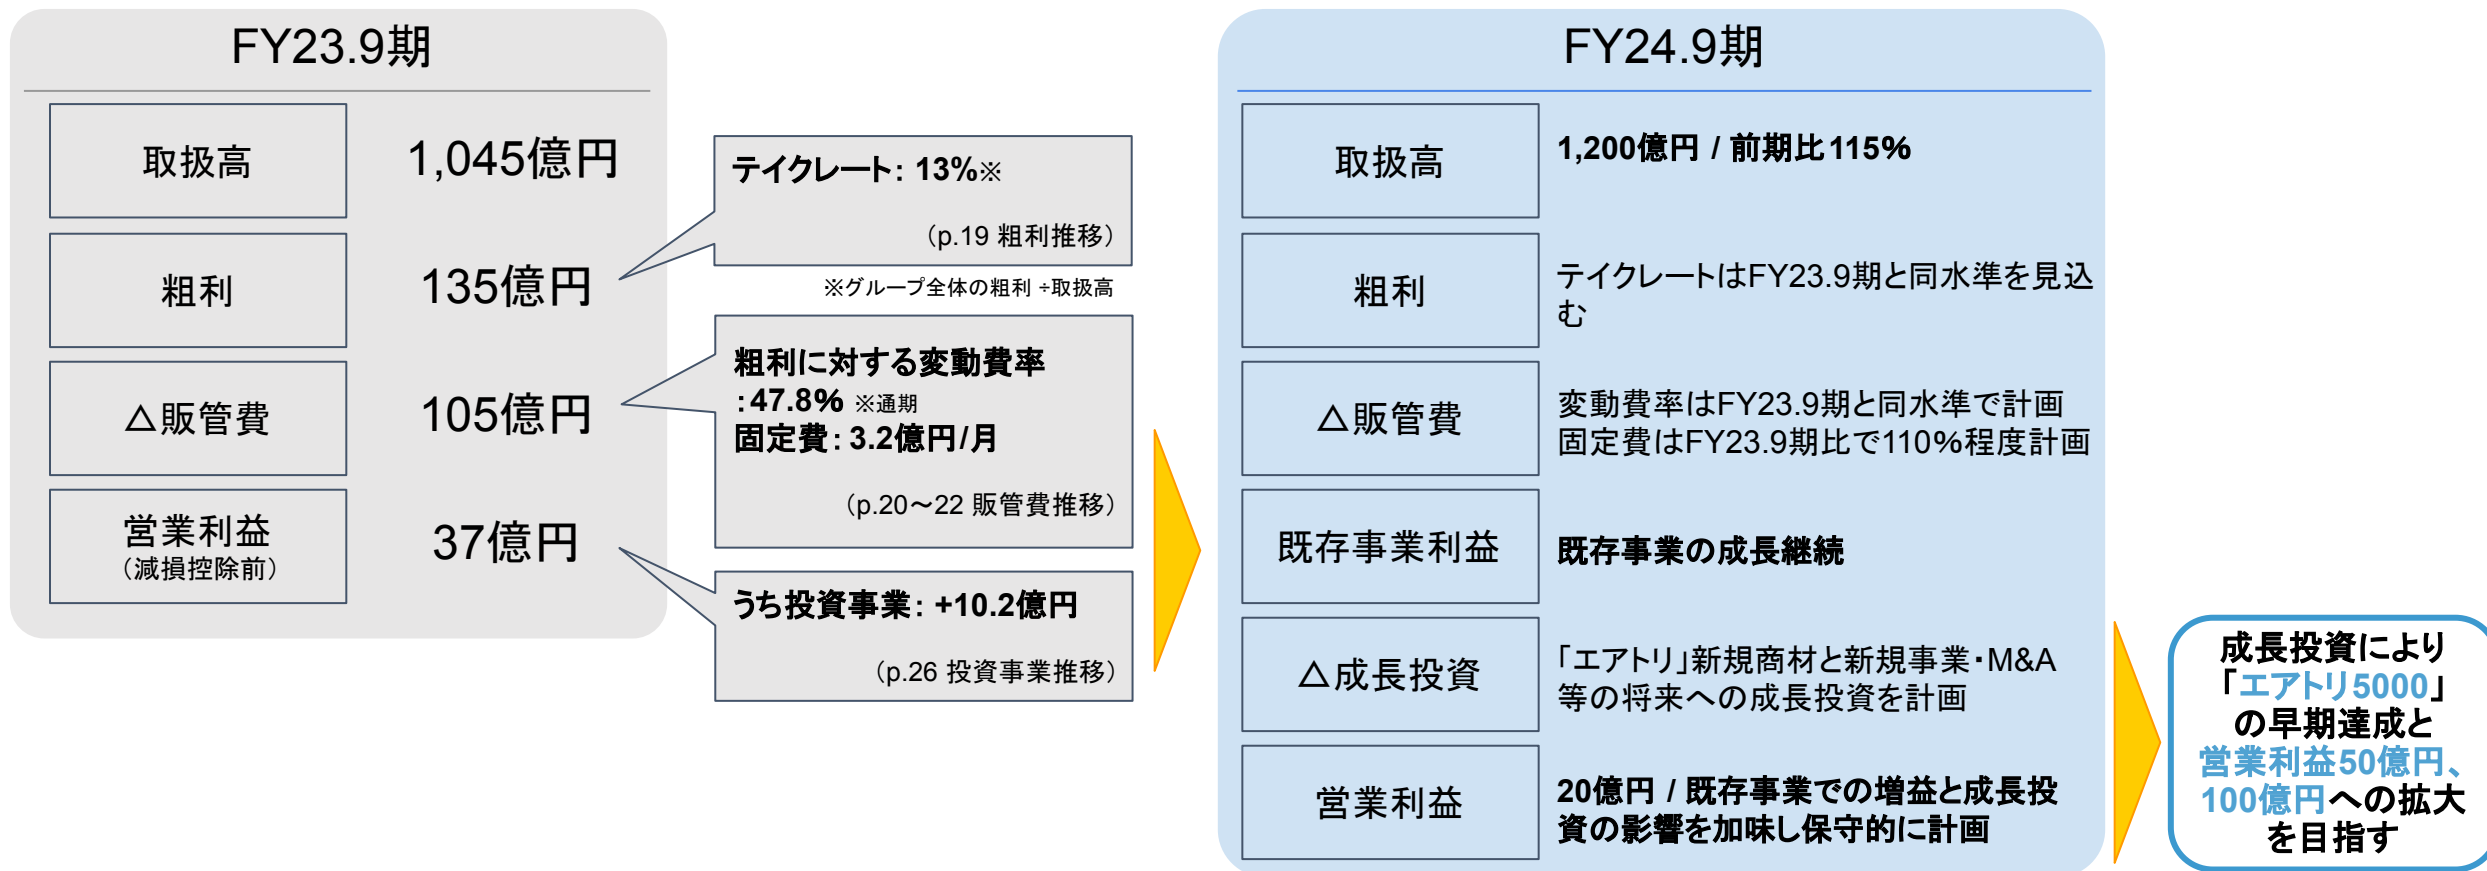 FY23.9期
取扱高
1,045億円
粗利
135億円
△販管費
105億円
営業利益
（減損控除前）
37億円
テイクレート：13%※
（p.19 粗利推移）
※グループ全体の粗利 ÷取扱高
粗利に対する変動費率
：47.8% ※通期
固定費：3.2億円/月
（p.20～22 販管費推移）
うち投資事業：+10.2億円
（p.26 投資事業推移）
FY24.9期
取扱高
1,200億円 / 前期比115%
粗利
テイクレートはFY23.9期と同水準を見込
む
△販管費
変動費率はFY23.9期と同水準で計画
固定費はFY23.9期比で110%程度計画
既存事業利益
既存事業の成長継続
△成長投資
「エアトリ」新規商材と新規事業・M&A
等の将来への成長投資を計画
営業利益
20億円 / 既存事業での増益と成長投
資の影響を加味し保守的に計画
成長投資により
「エアトリ5000」
の早期達成と
営業利益50億円、
100億円への拡大
を目指す